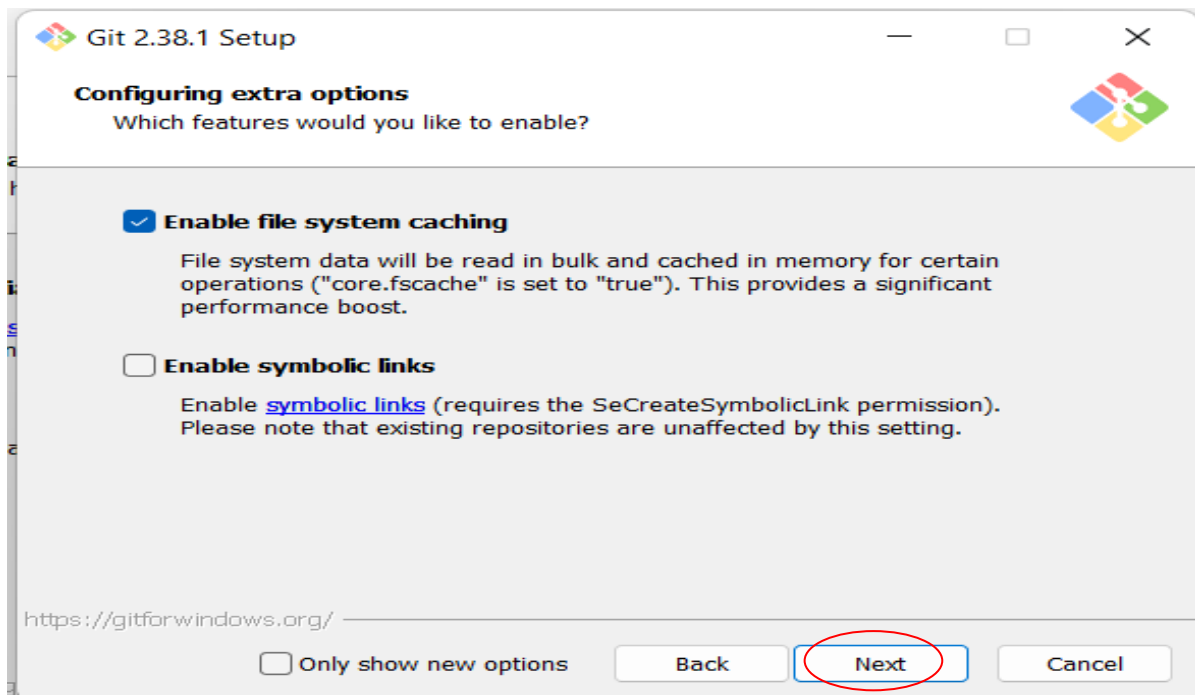 Git 2.38.1 Setup
Configuring extra options
Which features would you like to enable?
Enable file system caching
File system data will be read in bulk and cached in memory for certain
operations ("core.fscache" is set to "true"). This provides a significant
performance boost.
Enable symbolic links
Enable symbolic links (requires the SeCreateSymbolicLink permission).
Please note that existing repositories are unaffected by this setting.
https://gitforwindows.org/
Only show new options
Back
Next
Cancel